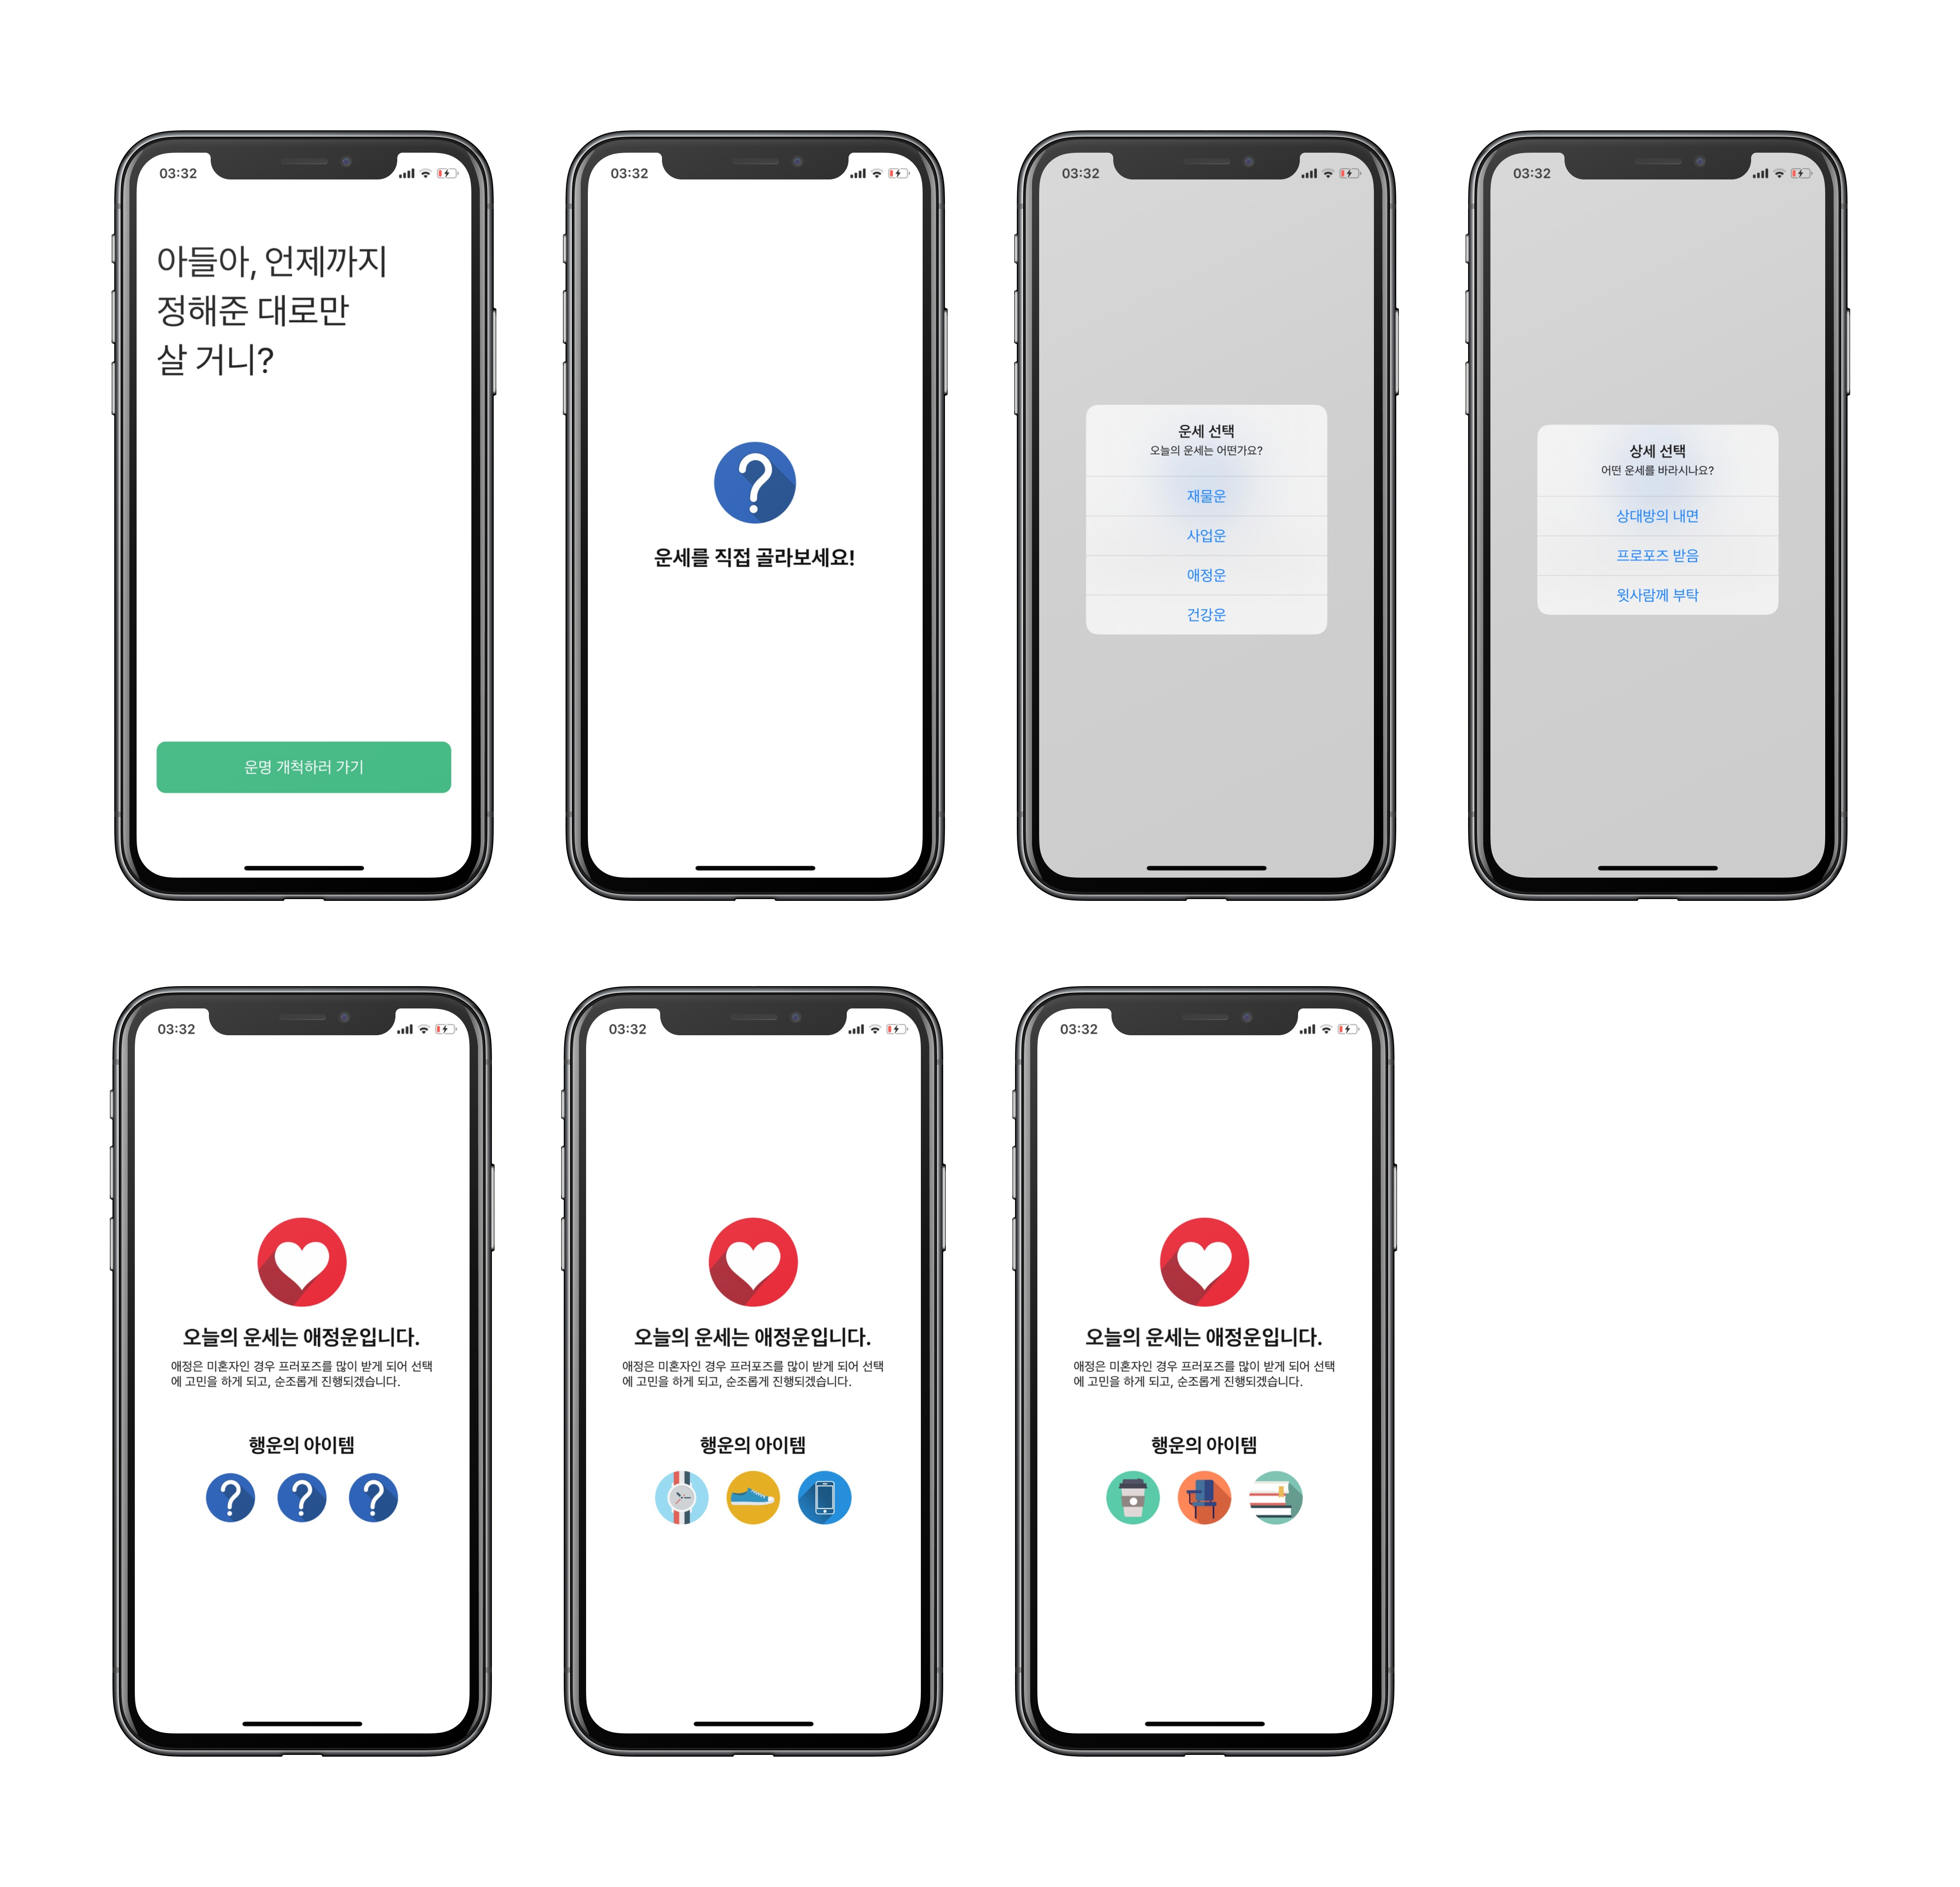 03:32
아들아, 언제까지
정해준 대로만
살 거니?
운명 개척하러 가기
03:32
운세를 직접 골라보세요!
03:32
운세 선택
오늘의 운세는 어떤가요?
재물운
사업운
애정운
건강운
03:32
상세 선택
어떤 운세를 바라시나요?
상대방의 내면
프로포즈 받음
윗사람께 부탁
03:32
오늘의 운세는 애정운입니다.
애정은 미혼자인 경우 프러포즈를 많이 받게 되어 선택
에 고민을 하게 되고, 순조롭게 진행되겠습니다.
행운의 아이템
03:32
오늘의 운세는 애정운입니다.
애정은 미혼자인 경우 프러포즈를 많이 받게 되어 선택
에 고민을 하게 되고, 순조롭게 진행되겠습니다.
행운의 아이템
03:32
오늘의 운세는 애정운입니다.
애정은 미혼자인 경우 프러포즈를 많이 받게 되어 선택
에 고민을 하게 되고, 순조롭게 진행되겠습니다.
행운의 아이템